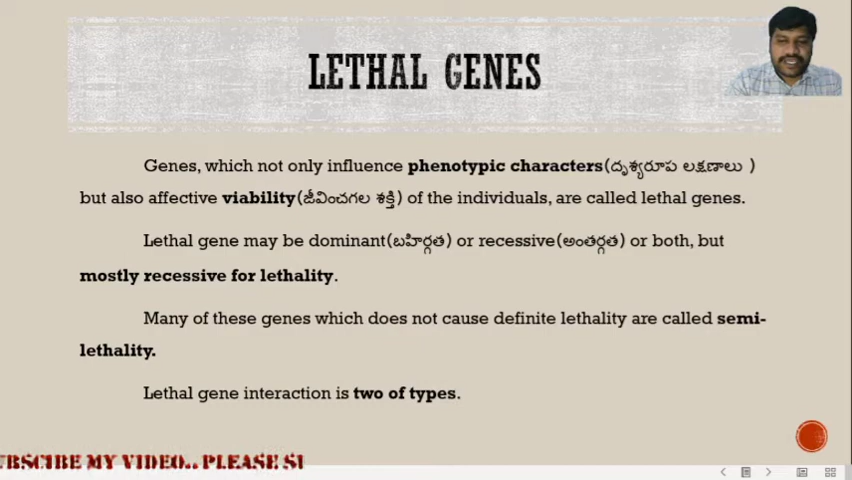 LETHAL GENES
Genes, which not only influence phenotypic characters(దృశ్యరూప లక్షణాలు )
but also affective viability(జీవించగల శక్తి) of the individuals, are called lethal genes.
Lethal gene may be dominant(బహిర్గత) or recessive(అంతర్గత) or both, but
mostly recessive for lethality.
Many of these genes which does not cause definite lethality are called semi-
lethality.
Lethal gene interaction is two of types.
UBSCIBE MY VIDEO.. PLEASE SU